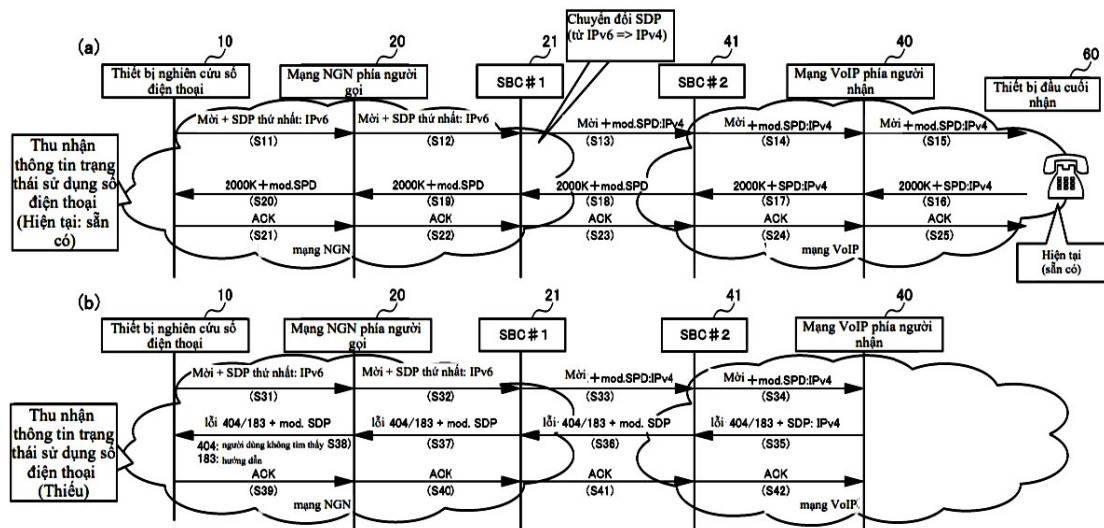 Chuyển đổi SDP
(từ IPv6 => IPv4)
(a)
10
20
21
41
40
60
Thiết bị nghiên cứu số
điện thoại
Mạng NGN phía người
gọi
SBC#1
SBC#2
Mạng VoIP phía người
nhận
Thiết bị đầu cuối
nhận
Mời + SDP thứ nhất: IPv6
(S11)
Mời + SDP thứ nhất: IPv6
(S12)
Mời +mod.SPD:IPv4
(S13)
Mời +mod.SPD:IPv4
(S14)
Mời +mod.SPD:IPv4
(S15)
Thu nhận
thông tin trạng
thái sử dụng số
điện thoại
(Hiện tại: sẵn
có)
2000K+mod.SPD
(S20)
2000K+mod.SPD
(S19)
2000K+mod.SPD
(S18)
2000K+SPD:IPv4
(S17)
2000K+SPD:IPv4
(S16)
ACK
(S21)
ACK
(S22)
ACK
(S23)
ACK
(S24)
ACK
(S25)
mạng NGN
mạng VoIP
Hiện tại
(sẵn có)
(b)
10
20
21
41
40
Thiết bị nghiên cứu số
điện thoại
Mạng NGN phía người
gọi
SBC#1
SBC#2
Mạng VoIP phía người
nhận
Mời + SDP thứ nhất: IPv6
(S31)
Mời + SDP thứ nhất: IPv6
(S32)
Mời +mod.SPD:IPv4
(S33)
Mời +mod.SPD:IPv4
(S34)
Thu nhận
thông tin trạng
thái sử dụng số
điện thoại
(Thiếu)
lỗi 404/183 + mod. SDP
404: người dùng không tìm thấy S38)
183: hướng dẫn
lỗi 404/183 + mod. SDP
(S37)
lỗi 404/183 + mod. SDP
(S36)
lỗi 404/183 + SDP: IPv4
(S35)
ACK
(S39)
ACK
(S40)
ACK
(S41)
ACK
(S42)
mạng NGN
mạng VoIP